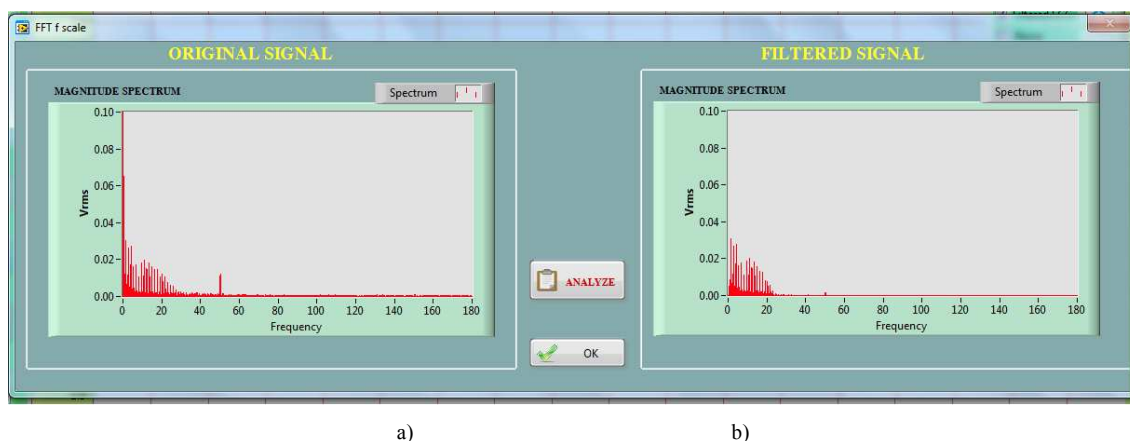 FFT f scale
ORIGINAL SIGNAL
FILTERED SIGNAL
MAGNITUDE SPECTRUM
Spectrum
0.10
0.08
0.06
0.04
0.02
0.00
Vrms
0 20 40 60 80 100 120 140 160 180
Frequency
ANALYZE
OK
MAGNITUDE SPECTRUM
Spectrum
0.10
0.08
0.06
0.04
0.02
0.00
Vrms
0 20 40 60 80 100 120 140 160 180
Frequency
a) b)